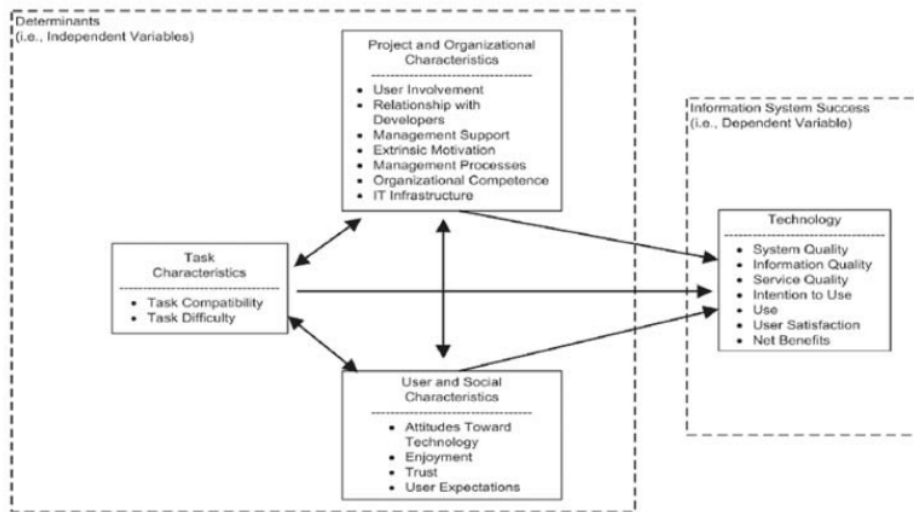 Determinants
(i.e., Independent Variables)
Project and Organizational
Characteristics
• User Involvement
• Relationship with
Developers
• Management Support
• Extrinsic Motivation
• Management Processes
• Organizational Competence
• IT Infrastructure
Task
Characteristics
• Task Compatibility
• Task Difficulty
User and Social
Characteristics
• Attitudes Toward
Technology
• Enjoyment
• Trust
• User Expectations
Information System Success
(i.e., Dependent Variable)
Technology
• System Quality
• Information Quality
• Service Quality
• Intention to Use
• Use
• User Satisfaction
• Net Benefits